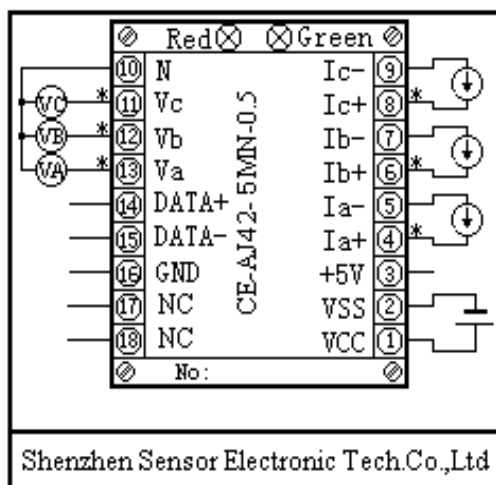 Red Green
10 N Ic- 9
VC * 11 Vc Ic+ 8 *
VB * 12 Vb Ib- 7
VA * 13 Va Ib+ 6 *
14 DATA+ Ia- 5
15 DATA- Ia+ 4 *
16 GND +5V 3
17 NC VSS 2
18 NC VCC 1
CE-AJ42-5MN-0.5
No:
Shenzhen Sensor Electronic Tech.Co.,Ltd